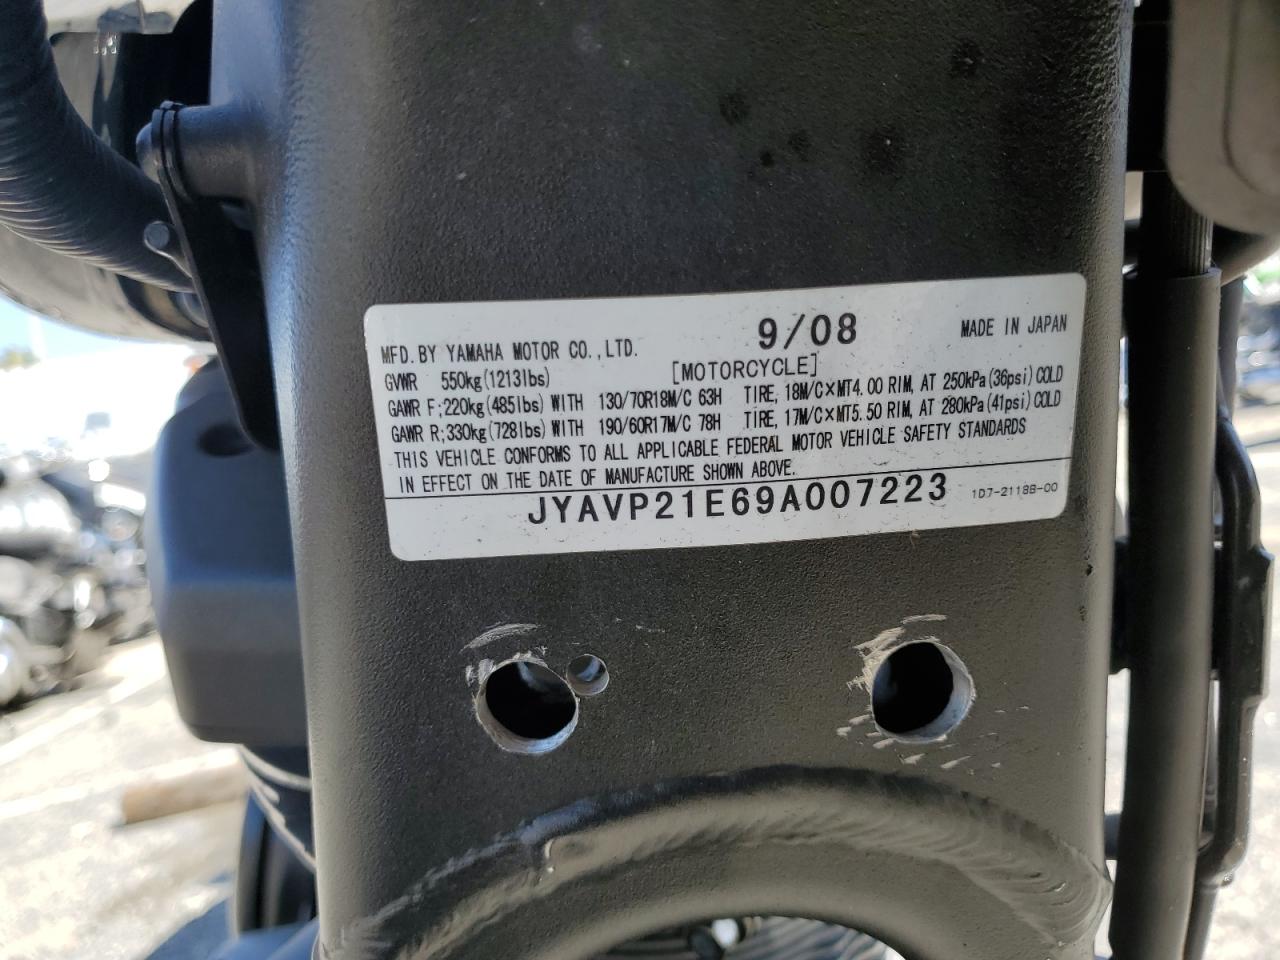 MFD. BY YAMAHA MOTOR CO.,LTD. 9/08 MADE IN JAPAN
GVWR 550kg(1213lbs) [MOTORCYCLE]
GAWR F;220kg(485lbs) WITH 130/70R18M/C 63H TIRE, 18M/C×MT4.00 RIM, AT 250kPa(36psi) COLD
GAWR R;330kg(728lbs) WITH 190/60R17M/C 78H TIRE, 17M/C×MT5.50 RIM, AT 280kPa(41psi) COLD
THIS VEHICLE CONFORMS TO ALL APPLICABLE FEDERAL MOTOR VEHICLE SAFETY STANDARDS
IN EFFECT ON THE DATE OF MANUFACTURE SHOWN ABOVE.
JYAVP21E69A007223 1D7-2118B-00